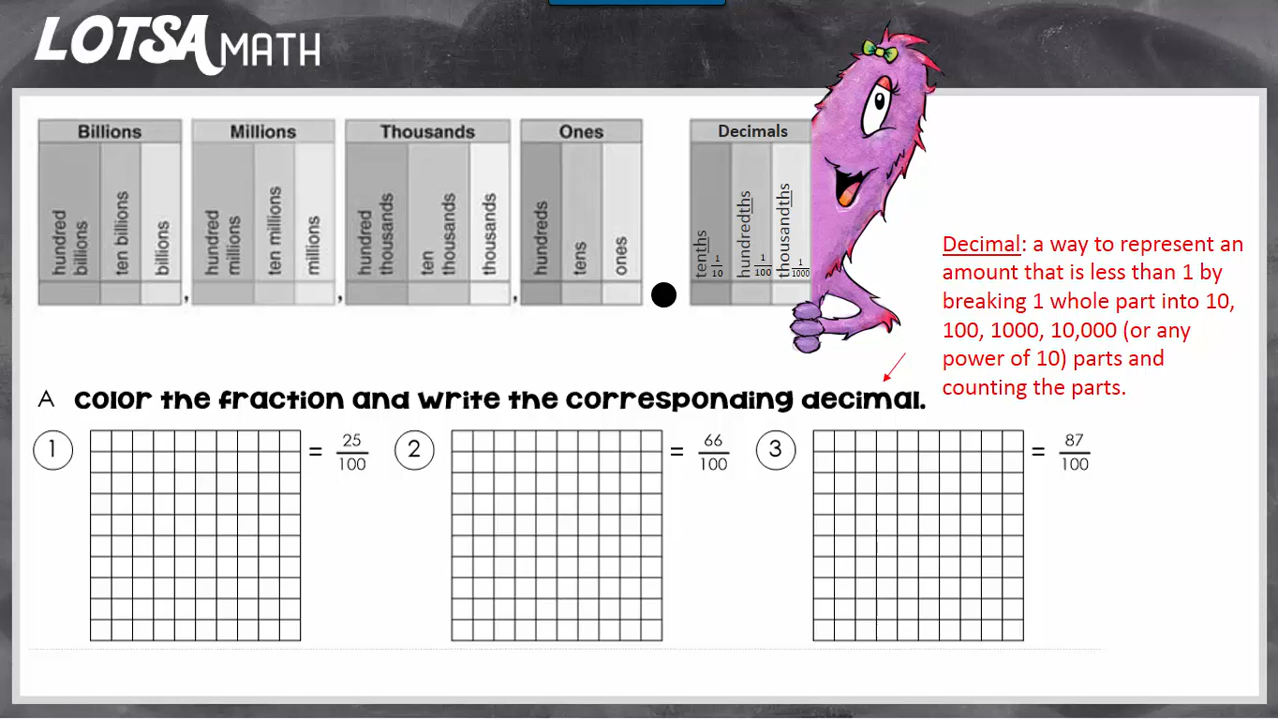 LOTSA MATH
Billions
Millions
Thousands
Ones
Decimals
hundred
billions
ten billions
billions
hundred
millions
ten millions
millions
hundred
thousands
ten
thousands
thousands
hundreds
tens
ones
tenths
1/10
hundredths
1/100
thousandths
1/1000
, , , .
Decimal: a way to represent an
amount that is less than 1 by
breaking 1 whole part into 10,
100, 1000, 10,000 (or any
power of 10) parts and
counting the parts.
A color the fraction and write the corresponding decimal.
1 = 25/100
2 = 66/100
3 = 87/100